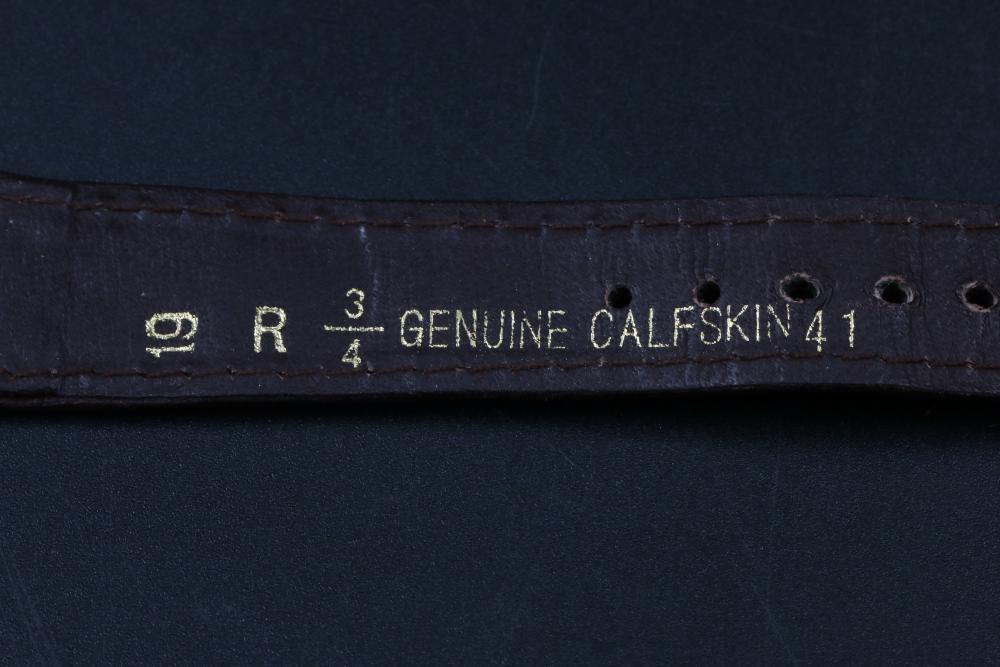 19 R 3/4 GENUINE CALFSKIN 41